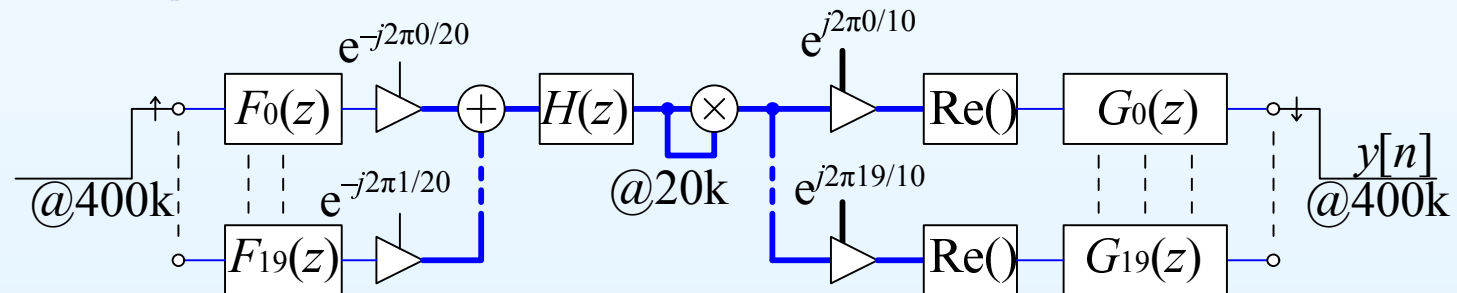 e^{−j2π0/20}
e^{j2π0/10}
F0(z) + H(z) × Re() G0(z)
y[n]
@400k e^{−j2π1/20} @20k e^{j2π19/10} @400k
F19(z) Re() G19(z)